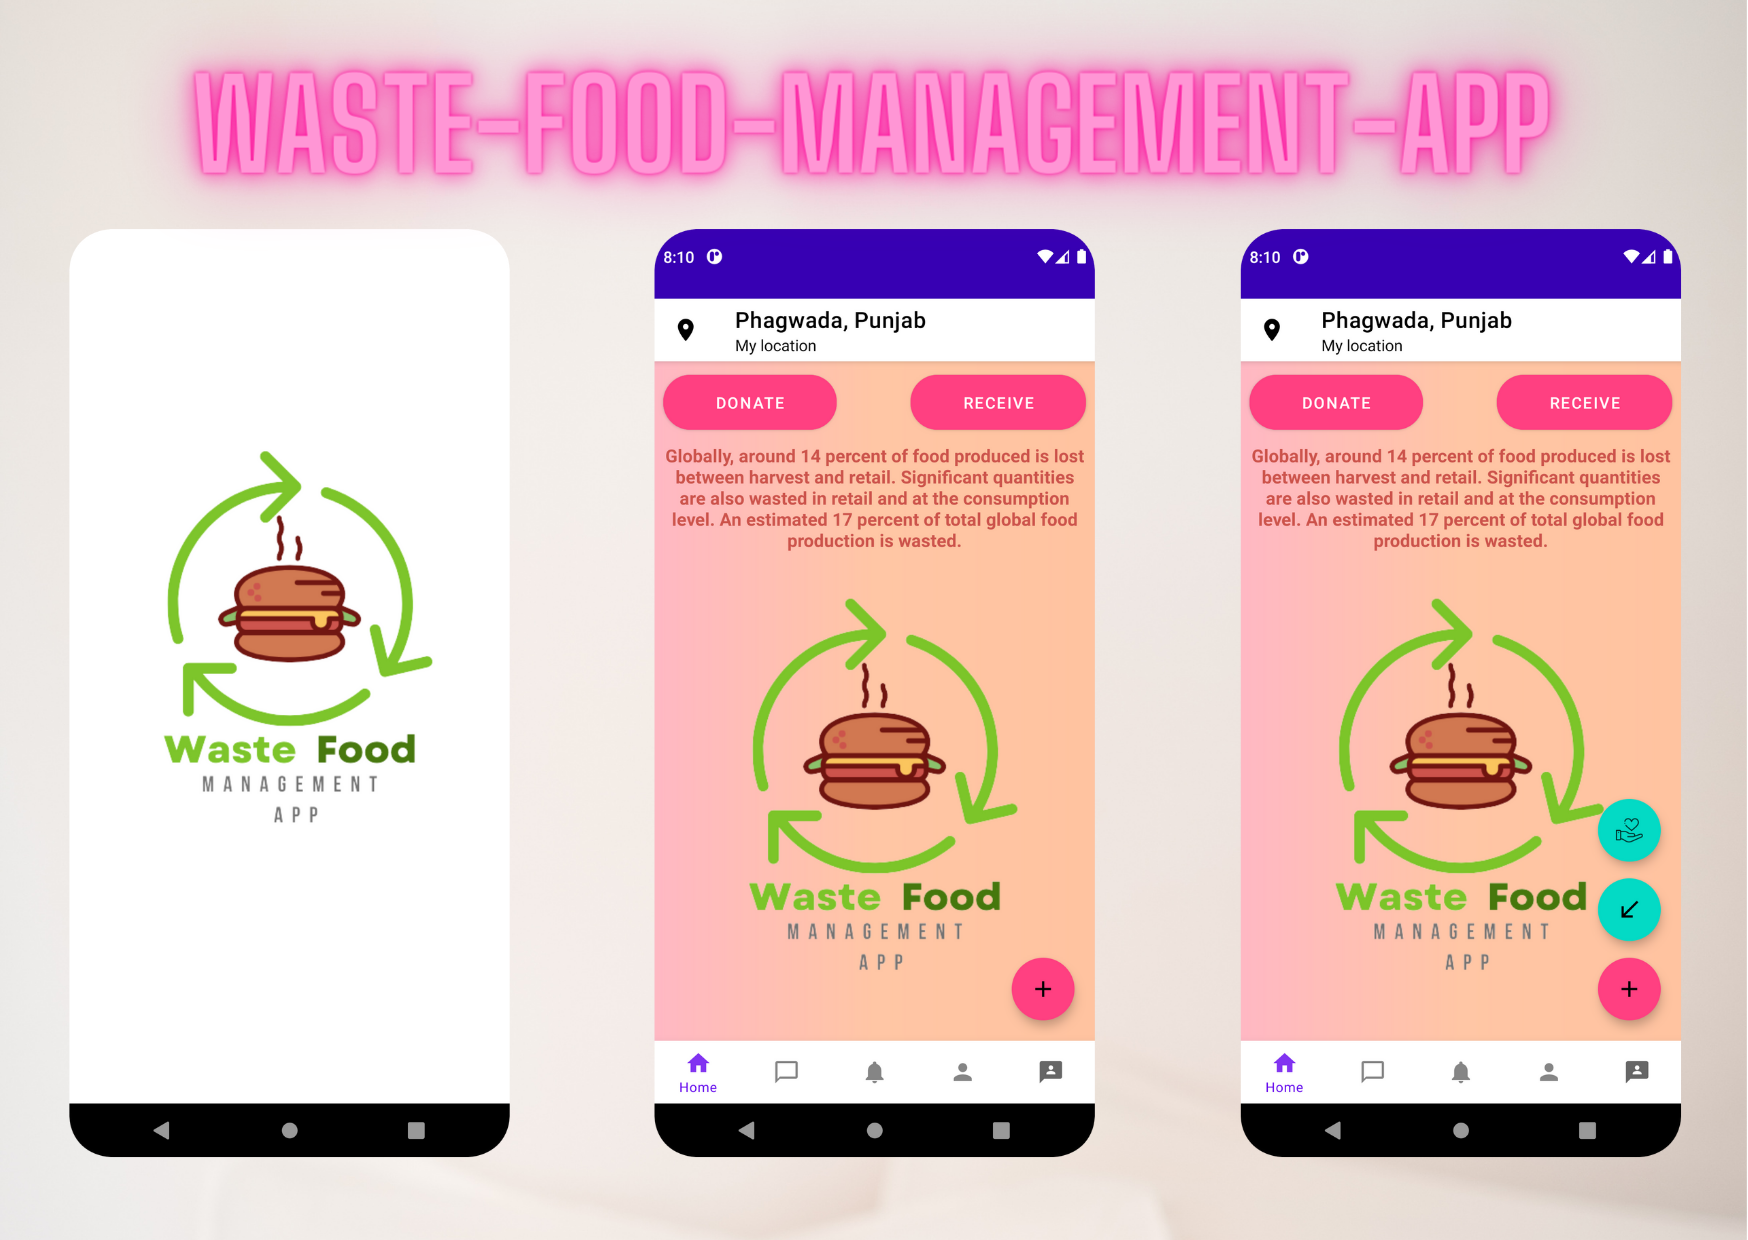 WASTE-FOOD-MANAGEMENT-APP
Waste Food
MANAGEMENT
APP
8:10
Phagwada, Punjab
My location
DONATE RECEIVE
Globally, around 14 percent of food produced is lost
between harvest and retail. Significant quantities
are also wasted in retail and at the consumption
level. An estimated 17 percent of total global food
production is wasted.
Waste Food
MANAGEMENT
APP
Home
8:10
Phagwada, Punjab
My location
DONATE RECEIVE
Globally, around 14 percent of food produced is lost
between harvest and retail. Significant quantities
are also wasted in retail and at the consumption
level. An estimated 17 percent of total global food
production is wasted.
Waste Food
MANAGEMENT
APP
Home